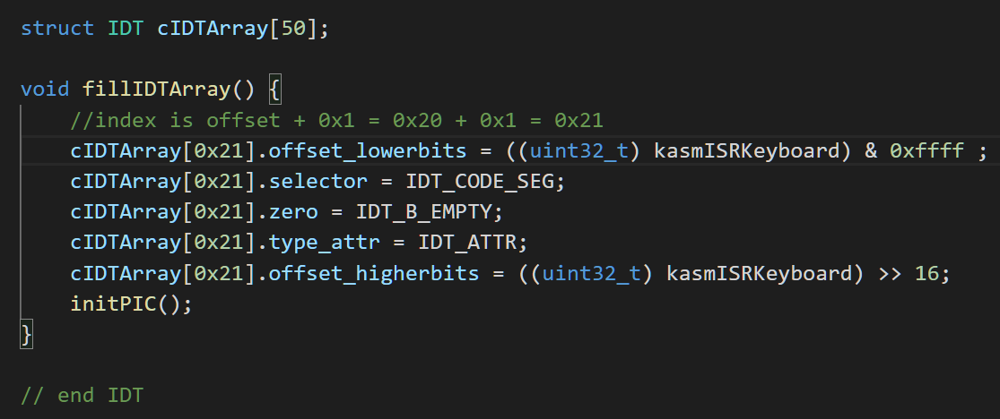 struct IDT cIDTArray[50];
void fillIDTArray() {
//index is offset + 0x1 = 0x20 + 0x1 = 0x21
cIDTArray[0x21].offset_lowerbits = ((uint32_t) kasmISRKeyboard) & 0xffff ;
cIDTArray[0x21].selector = IDT_CODE_SEG;
cIDTArray[0x21].zero = IDT_B_EMPTY;
cIDTArray[0x21].type_attr = IDT_ATTR;
cIDTArray[0x21].offset_higherbits = ((uint32_t) kasmISRKeyboard) >> 16;
initPIC();
}
// end IDT